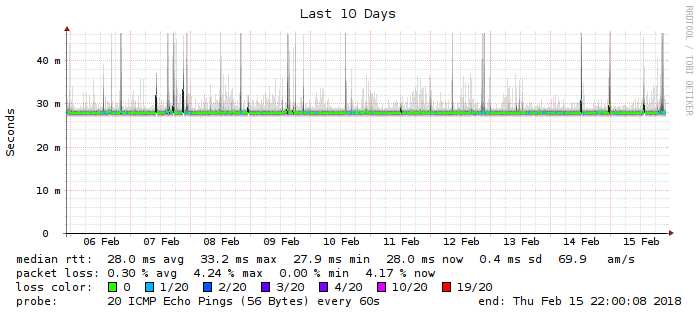 Last 10 Days
RRDTOOL / TOBI OETIKER
Seconds
40 m
30 m
20 m
10 m
0
06 Feb 07 Feb 08 Feb 09 Feb 10 Feb 11 Feb 12 Feb 13 Feb 14 Feb 15 Feb
median rtt: 28.0 ms avg 33.2 ms max 27.9 ms min 28.0 ms now 0.4 ms sd 69.9 am/s
packet loss: 0.30 % avg 4.24 % max 0.00 % min 4.17 % now
loss color: 0 1/20 2/20 3/20 4/20 10/20 19/20
probe: 20 ICMP Echo Pings (56 Bytes) every 60s end: Thu Feb 15 22:00:08 2018